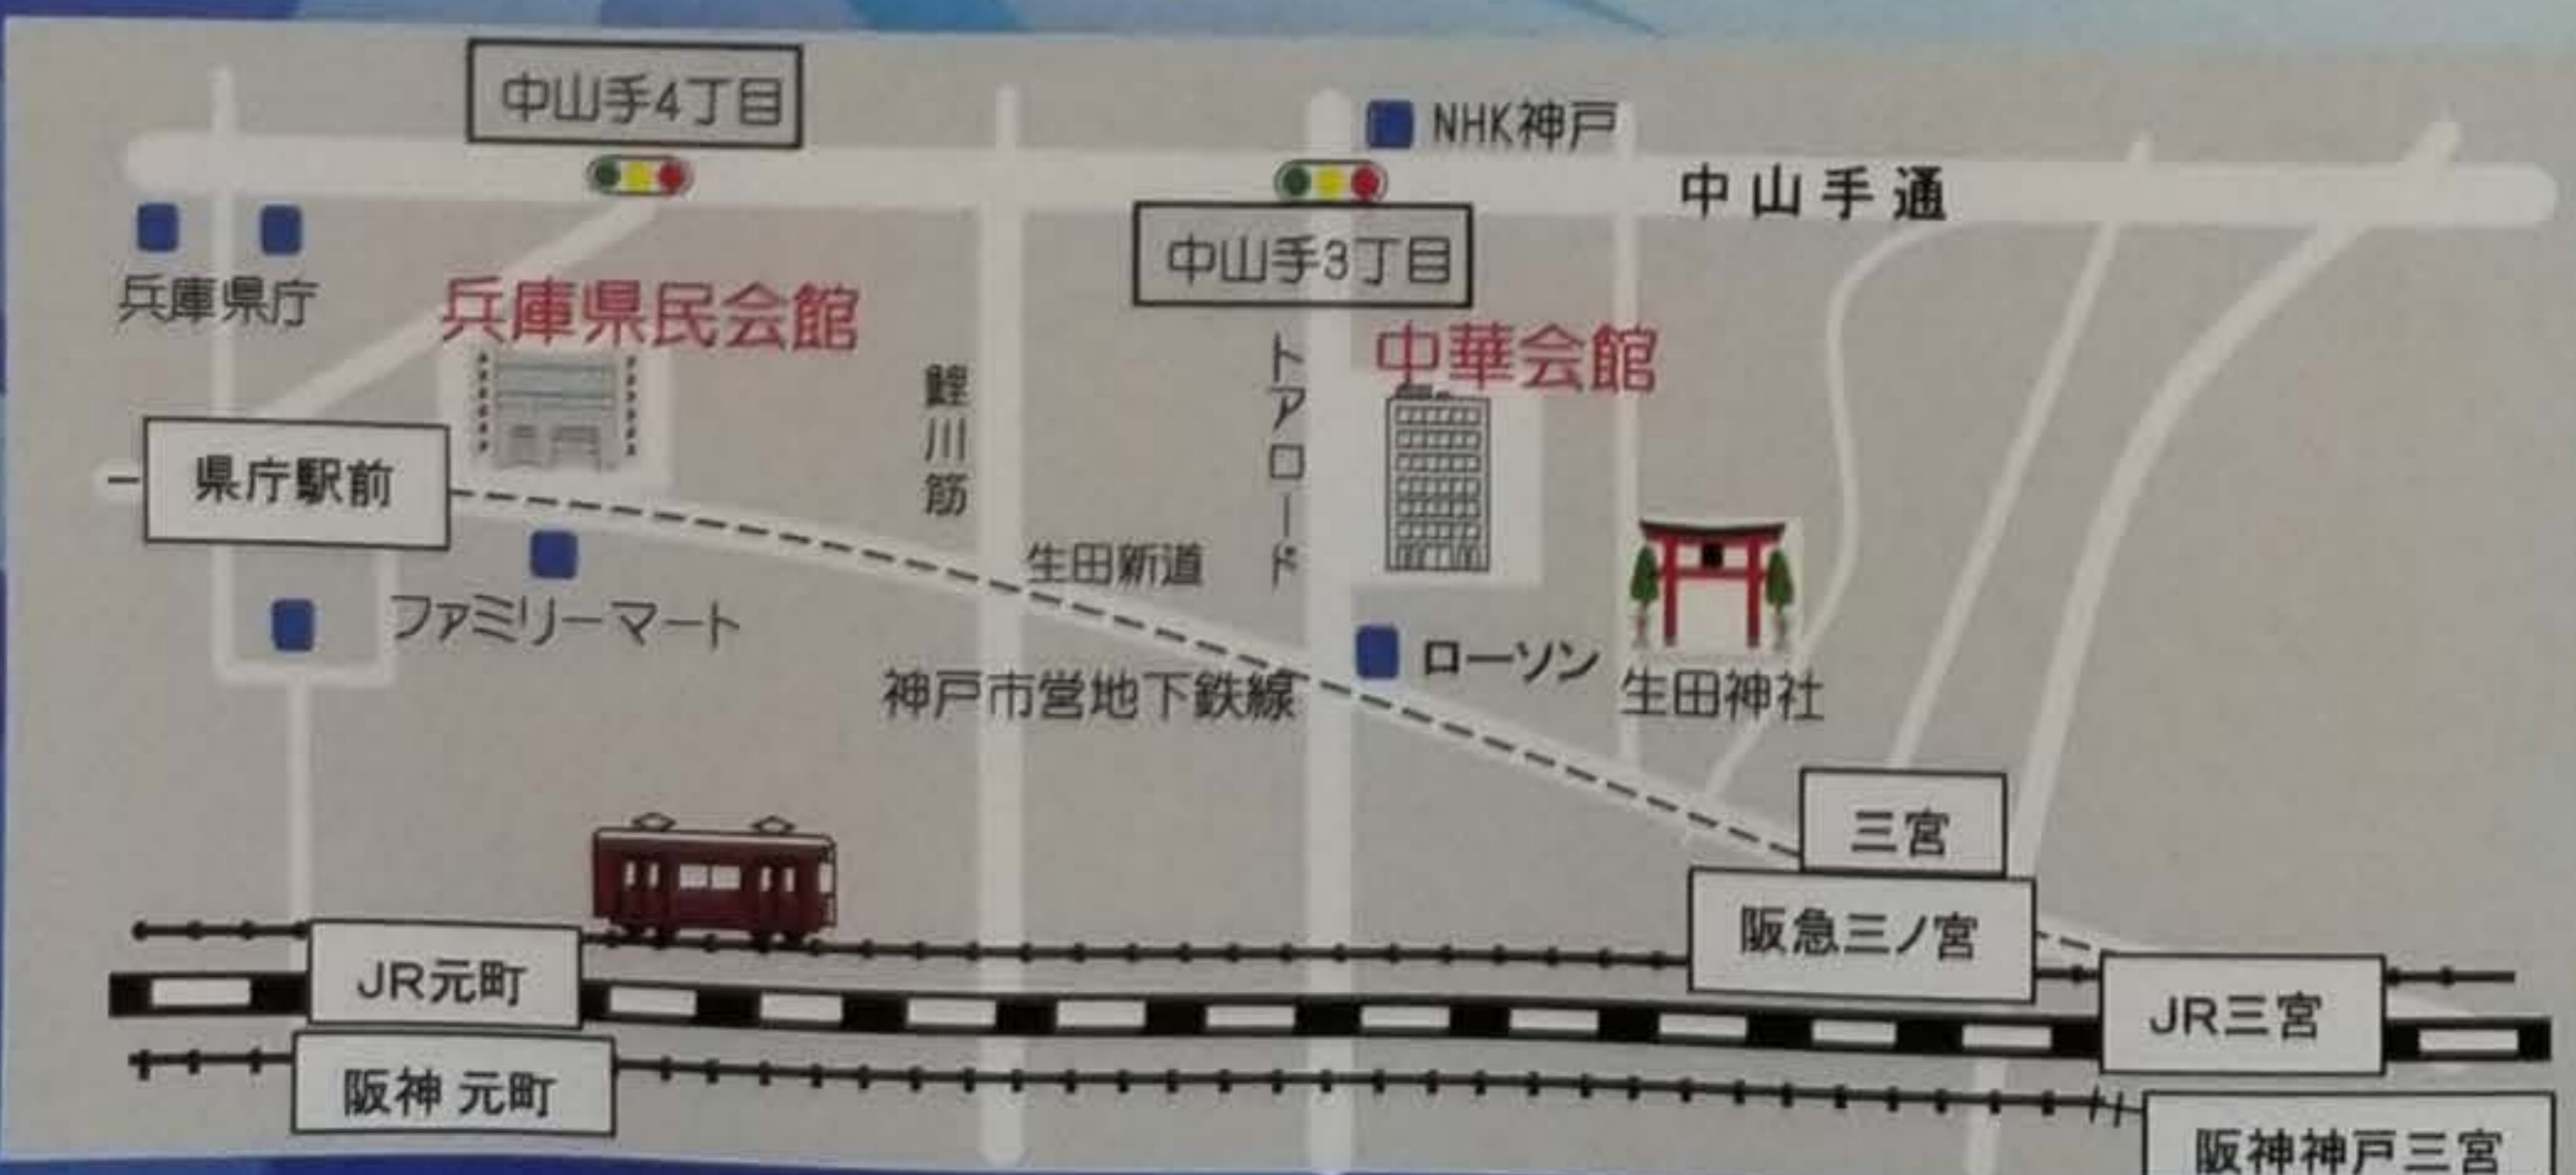 中山手4丁目
NHK神戸
中山手通
中山手3丁目
兵庫県庁
兵庫県民会館
中華会館
鯉川筋
トアロード
県庁駅前
生田新道
ファミリーマート
ローソン
生田神社
神戸市営地下鉄線
三宮
阪急三ノ宮
JR元町
JR三宮
阪神 元町
阪神神戸三宮